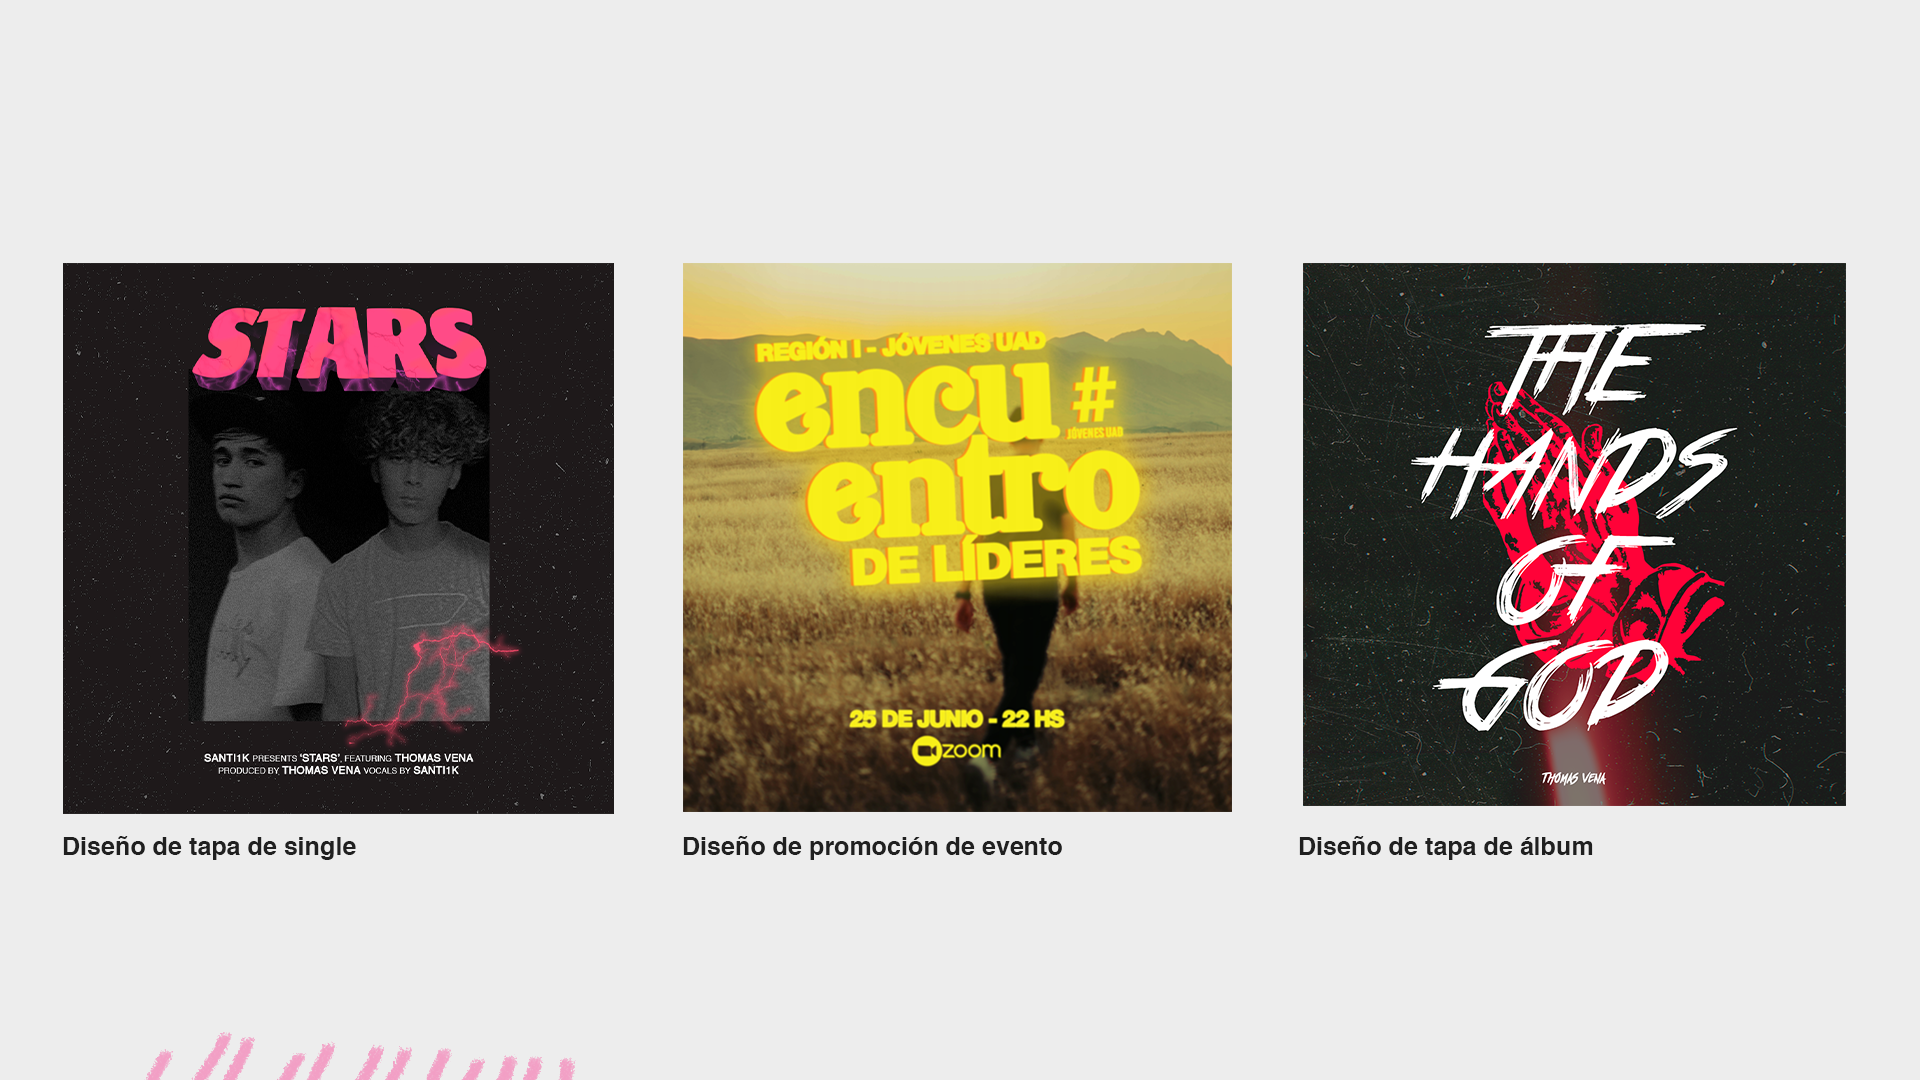 STARS
SANTI1K PRESENTS 'STARS', FEATURING THOMAS VENA
PRODUCED BY THOMAS VENA VOCALS BY SANTI1K
Diseño de tapa de single
REGIÓN I - JÓVENES UAD
encu
#
JÓVENES UAD
entro
DE LÍDERES
25 DE JUNIO - 22 HS
zoom
Diseño de promoción de evento
THE
HANDS
OF
GOD
THOMAS VENA
Diseño de tapa de álbum